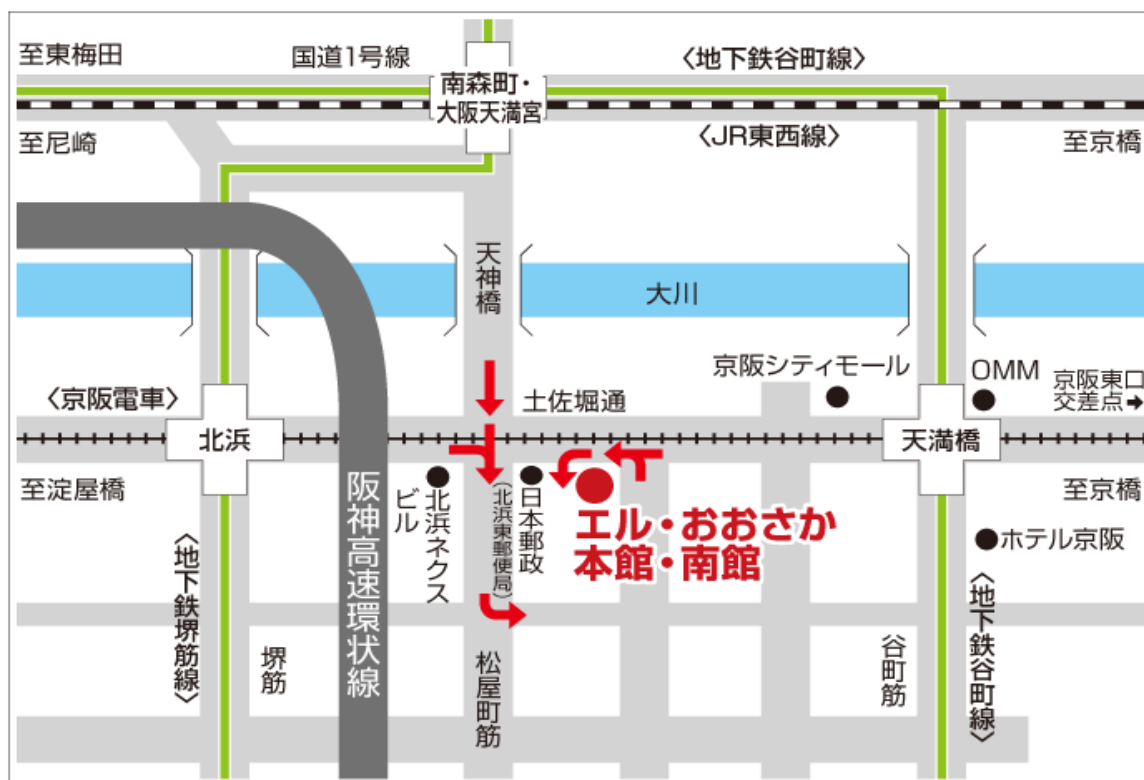 至東梅田
国道1号線
〈地下鉄谷町線〉
南森町・
大阪天満宮
至尼崎
〈JR東西線〉
至京橋
天神橋
大川
京阪シティモール
OMM
京阪東口
交差点➜
〈京阪電車〉
土佐堀通
北浜
天満橋
至淀屋橋
至京橋
阪神高速環状線
北浜ネクス
ビル
(北浜東郵便局)
日本郵政
エル・おおさか
本館・南館
ホテル京阪
〈地下鉄堺筋線〉
堺筋
松屋町筋
谷町筋
〈地下鉄谷町線〉